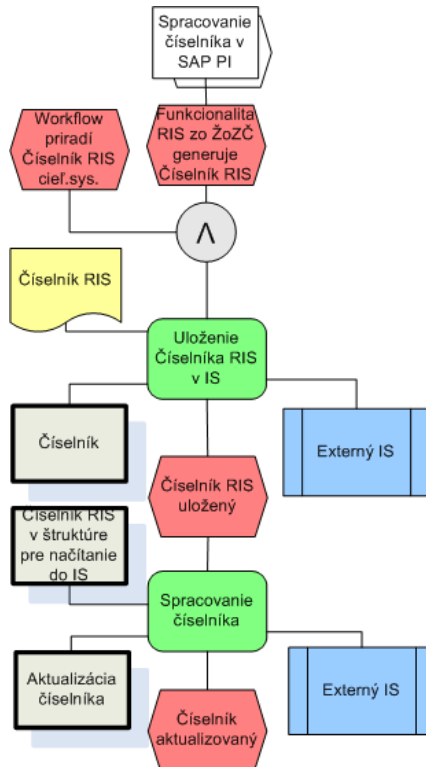 Spracovanie
číselníka v
SAP PI
Workflow
priradí
Číselník RIS
cieľ.sys.
Funkcionalita
RIS zo ŽoZČ
generuje
Číselník RIS
Λ
Číselník RIS
Uloženie
Číselníka RIS
v IS
Číselník
Externý IS
Číselník RIS
uložený
Číselník RIS
v štruktúre
pre načítanie
do IS
Spracovanie
číselníka
Aktualizácia
číselníka
Externý IS
Číselník
aktualizovaný